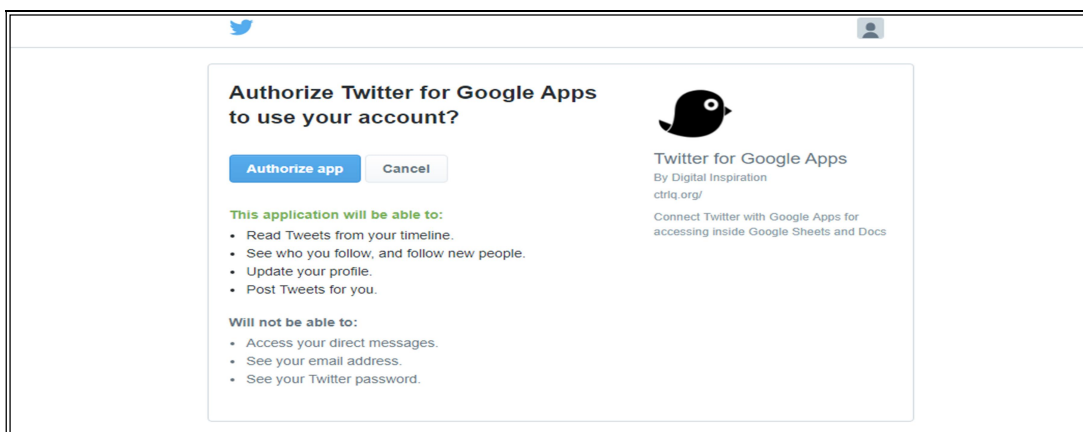 Authorize Twitter for Google Apps
to use your account?
Authorize app
Cancel
This application will be able to:
• Read Tweets from your timeline.
• See who you follow, and follow new people.
• Update your profile.
• Post Tweets for you.
Will not be able to:
• Access your direct messages.
• See your email address.
• See your Twitter password.
Twitter for Google Apps
By Digital Inspiration
ctrlq.org/
Connect Twitter with Google Apps for
accessing inside Google Sheets and Docs